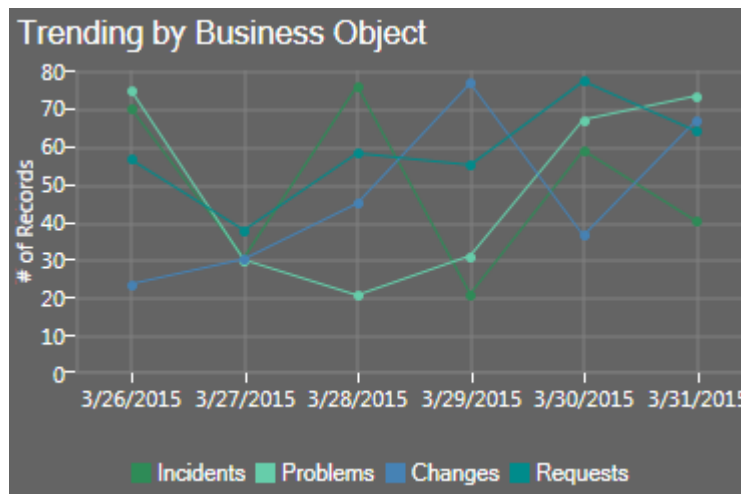 Trending by Business Object
80
70
60
50
40
30
20
10
0
# of Records
3/26/2015 3/27/2015 3/28/2015 3/29/2015 3/30/2015 3/31/2015
Incidents Problems Changes Requests